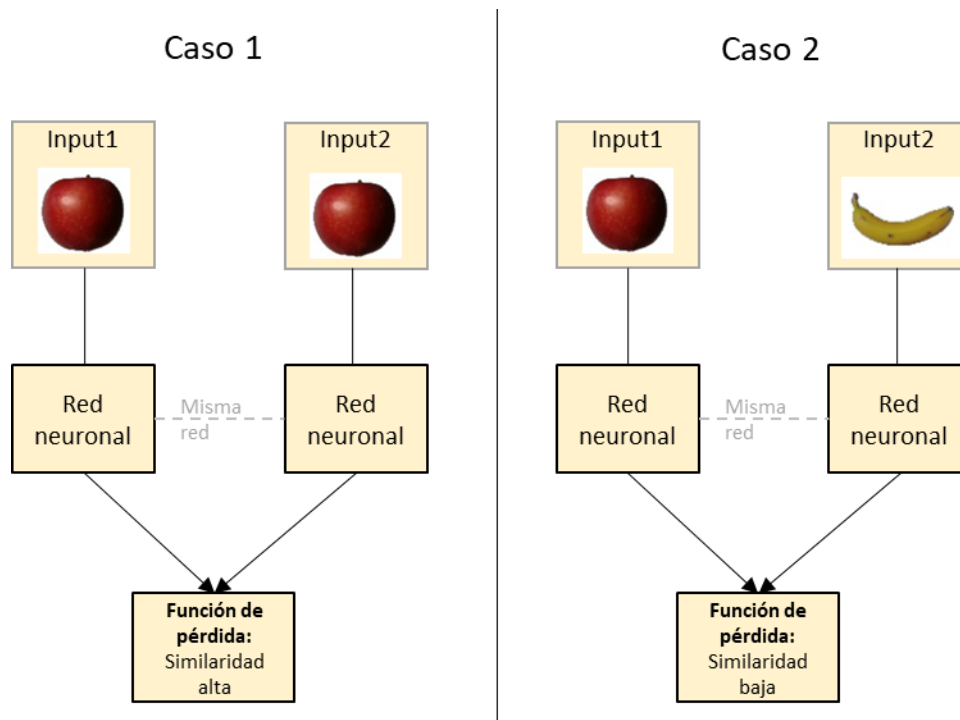 Caso 1
Input1
Input2
Red
neuronal
Misma
red
Red
neuronal
Función de
pérdida:
Similaridad
alta
Caso 2
Input1
Input2
Red
neuronal
Misma
red
Red
neuronal
Función de
pérdida:
Similaridad
baja